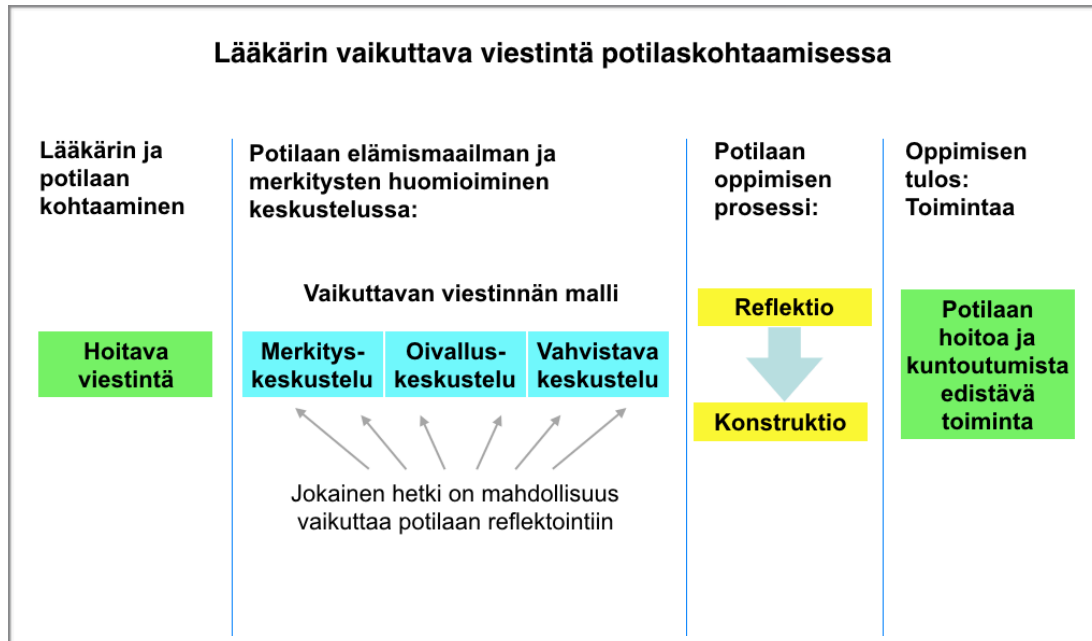 Lääkärin vaikuttava viestintä potilaskohtaamisessa
Lääkärin ja
potilaan
kohtaaminen
Hoitava
viestintä
Potilaan elämismaailman ja
merkitysten huomioiminen
keskustelussa:
Vaikuttavan viestinnän malli
Merkitys-
keskustelu
Oivallus-
keskustelu
Vahvistava
keskustelu
Jokainen hetki on mahdollisuus
vaikuttaa potilaan reflektointiin
Potilaan
oppimisen
prosessi:
Reflektio
Konstruktio
Oppimisen
tulos:
Toimintaa
Potilaan
hoitoa ja
kuntoutumista
edistävä
toiminta